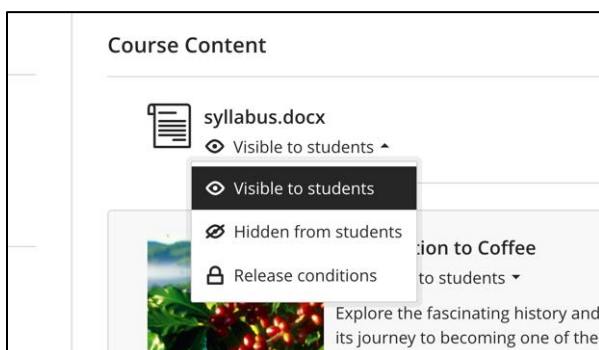 Course Content
syllabus.docx
Visible to students
Visible to students
Hidden from students
Release conditions
to Coffee
to students
Explore the fascinating history and
its journey to becoming one of the